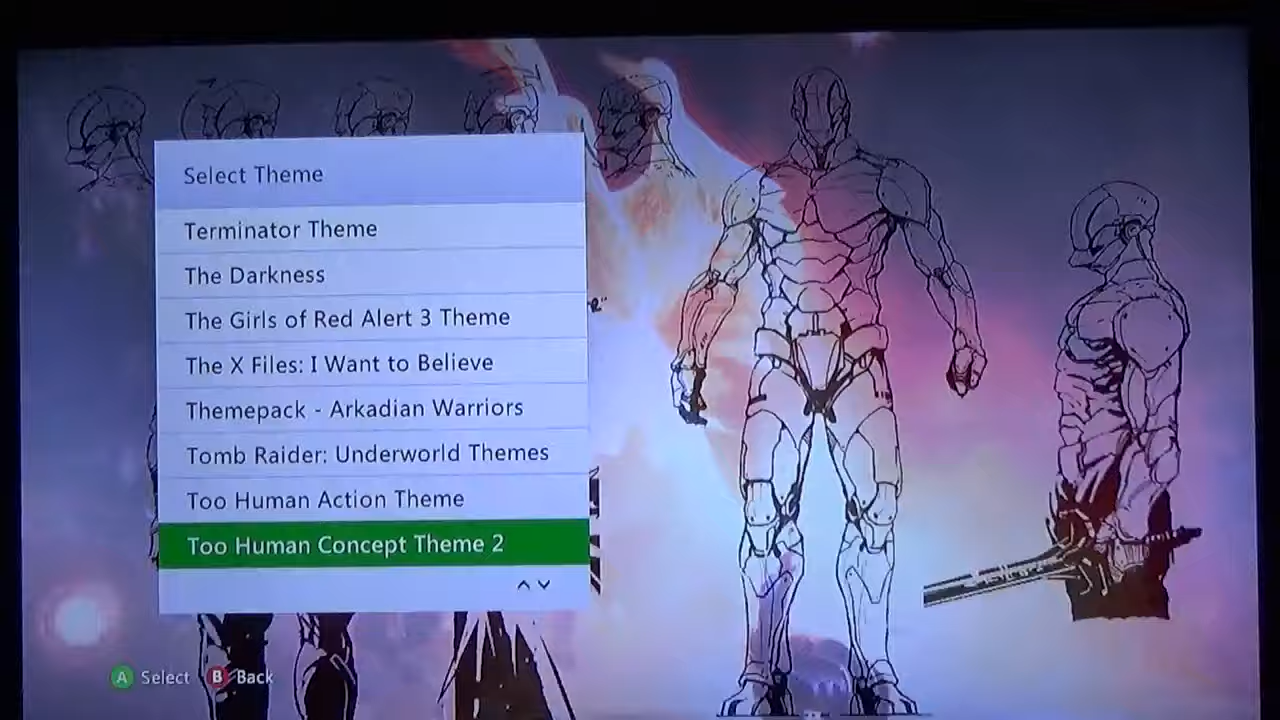 Select Theme
Terminator Theme
The Darkness
The Girls of Red Alert 3 Theme
The X Files: I Want to Believe
Themepack - Arkadian Warriors
Tomb Raider: Underworld Themes
Too Human Action Theme
Too Human Concept Theme 2
A Select B Back